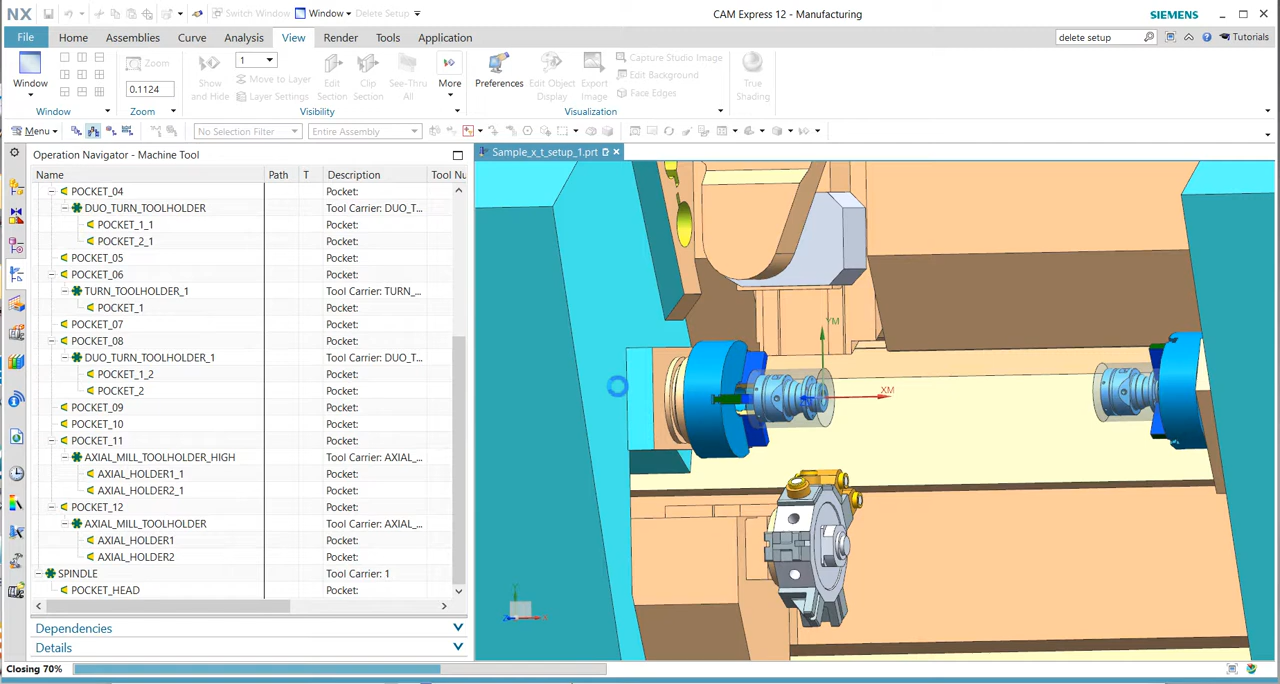 NX Switch Window Window Delete Setup CAM Express 12 - Manufacturing SIEMENS
File Home Assemblies Curve Analysis View Render Tools Application delete setup Tutorials
Window Zoom 0.1124 Show and Hide 1 Move to Layer Layer Settings Edit Section Clip Section See-Thru All More Preferences Edit Object Display Export Image Capture Studio Image Edit Background Face Edges True Shading
Window Zoom Visibility Visualization
Menu No Selection Filter Entire Assembly
Operation Navigator - Machine Tool
Sample_x_t_setup_1.prt
Name Path T Description Tool Nu
POCKET_04 Pocket:
DUO_TURN_TOOLHOLDER Tool Carrier: DUO_T...
POCKET_1_1 Pocket:
POCKET_2_1 Pocket:
POCKET_05 Pocket:
POCKET_06 Pocket:
TURN_TOOLHOLDER_1 Tool Carrier: TURN_...
POCKET_1 Pocket:
POCKET_07 Pocket:
POCKET_08 Pocket:
DUO_TURN_TOOLHOLDER_1 Tool Carrier: DUO_T...
POCKET_1_2 Pocket:
POCKET_2 Pocket:
POCKET_09 Pocket:
POCKET_10 Pocket:
POCKET_11 Pocket:
AXIAL_MILL_TOOLHOLDER_HIGH Tool Carrier: AXIAL_...
AXIAL_HOLDER1_1 Pocket:
AXIAL_HOLDER2_1 Pocket:
POCKET_12 Pocket:
AXIAL_MILL_TOOLHOLDER Tool Carrier: AXIAL_...
AXIAL_HOLDER1 Pocket:
AXIAL_HOLDER2 Pocket:
SPINDLE Tool Carrier: 1
POCKET_HEAD Pocket:
Dependencies
Details
YM
XM
Closing 70%